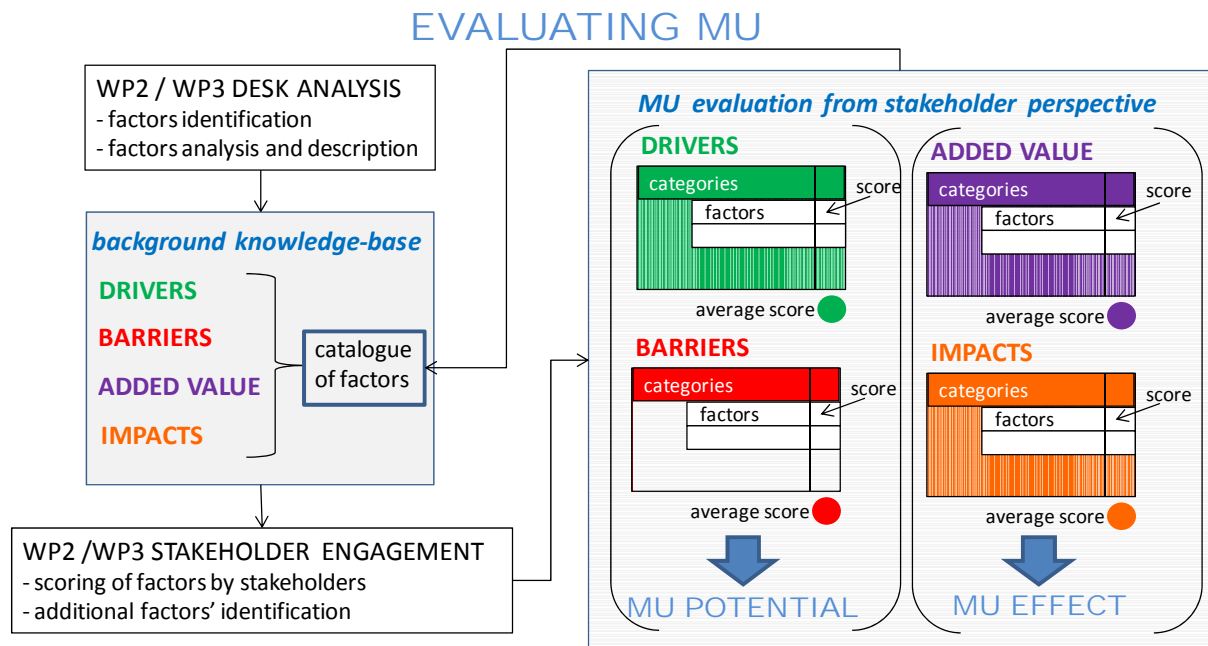 EVALUATING MU
WP2 / WP3 DESK ANALYSIS
- factors identification
- factors analysis and description
background knowledge-base
DRIVERS
BARRIERS
ADDED VALUE
IMPACTS
catalogue
of factors
WP2 /WP3 STAKEHOLDER ENGAGEMENT
- scoring of factors by stakeholders
- additional factors' identification
MU evaluation from stakeholder perspective
DRIVERS
categories
score
factors
average score
BARRIERS
categories
score
factors
average score
MU POTENTIAL
ADDED VALUE
categories
score
factors
average score
IMPACTS
categories
score
factors
average score
MU EFFECT